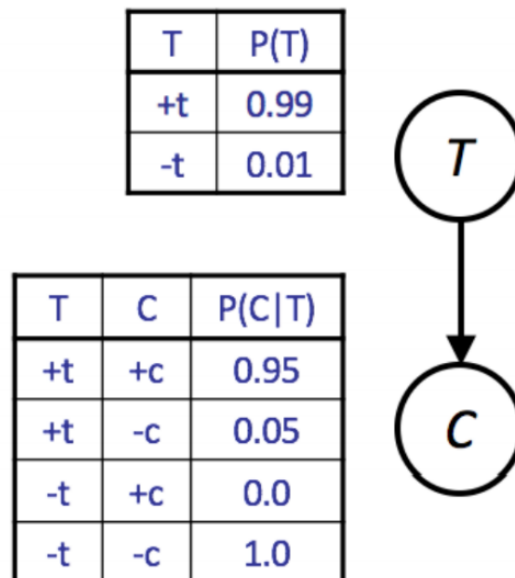 T P(T)
+t 0.99
-t 0.01
T
T C P(C|T)
+t +c 0.95
+t -c 0.05
-t +c 0.0
-t -c 1.0
C